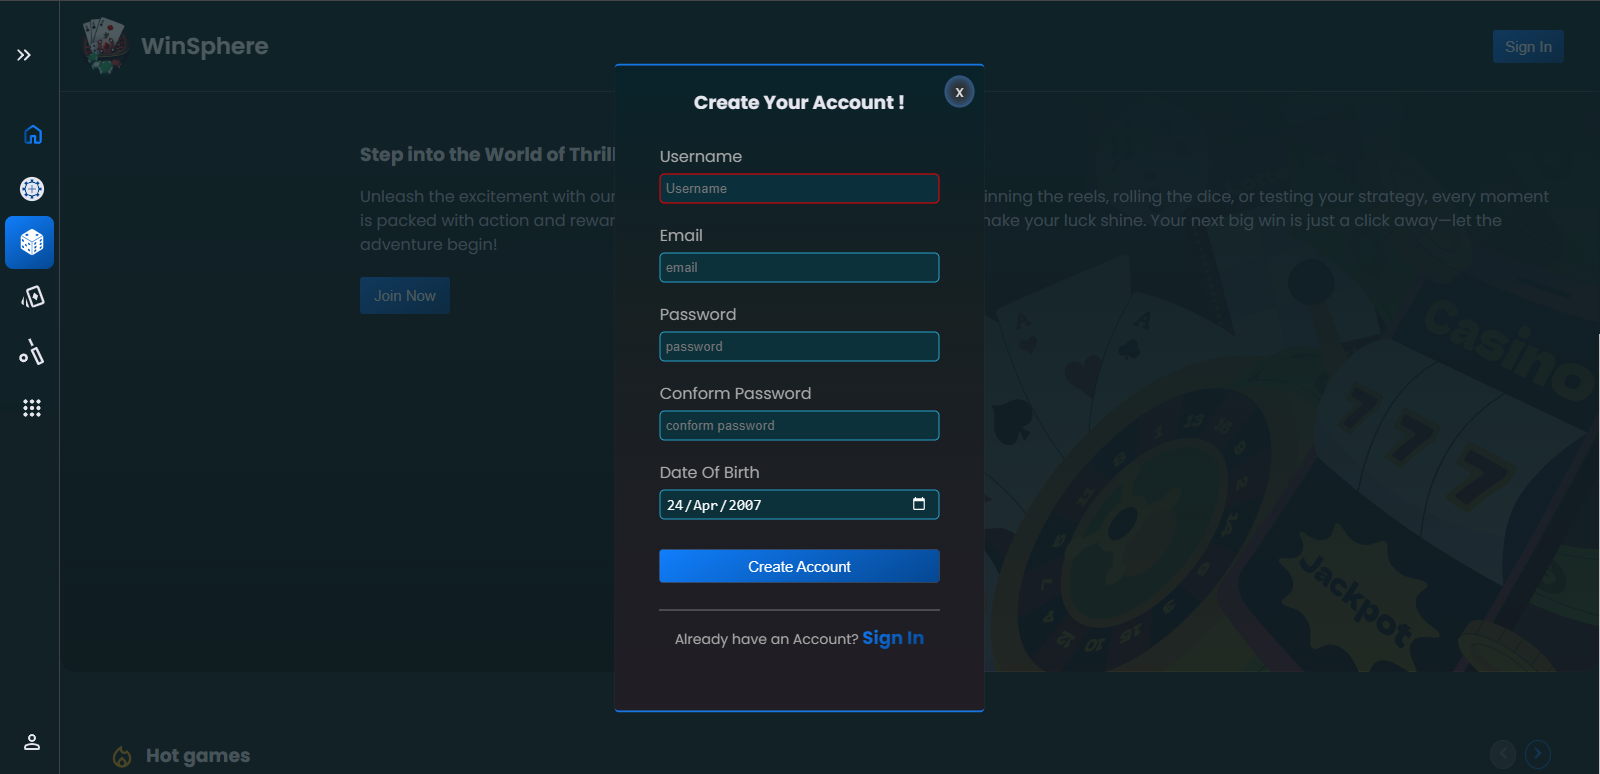 WinSphere
Sign In
Create Your Account !
x
Step into the World of Thrill
Unleash the excitement with our
inning the reels, rolling the dice, or testing your strategy, every moment
is packed with action and rewar
make your luck shine. Your next big win is just a click away—let the
adventure begin!
Join Now
Username
Username
Email
email
Password
password
Conform Password
conform password
Date Of Birth
24/Apr/2007
Create Account
Already have an Account? Sign In
Casino
A
A
7 7 7
Jackpot
Hot games